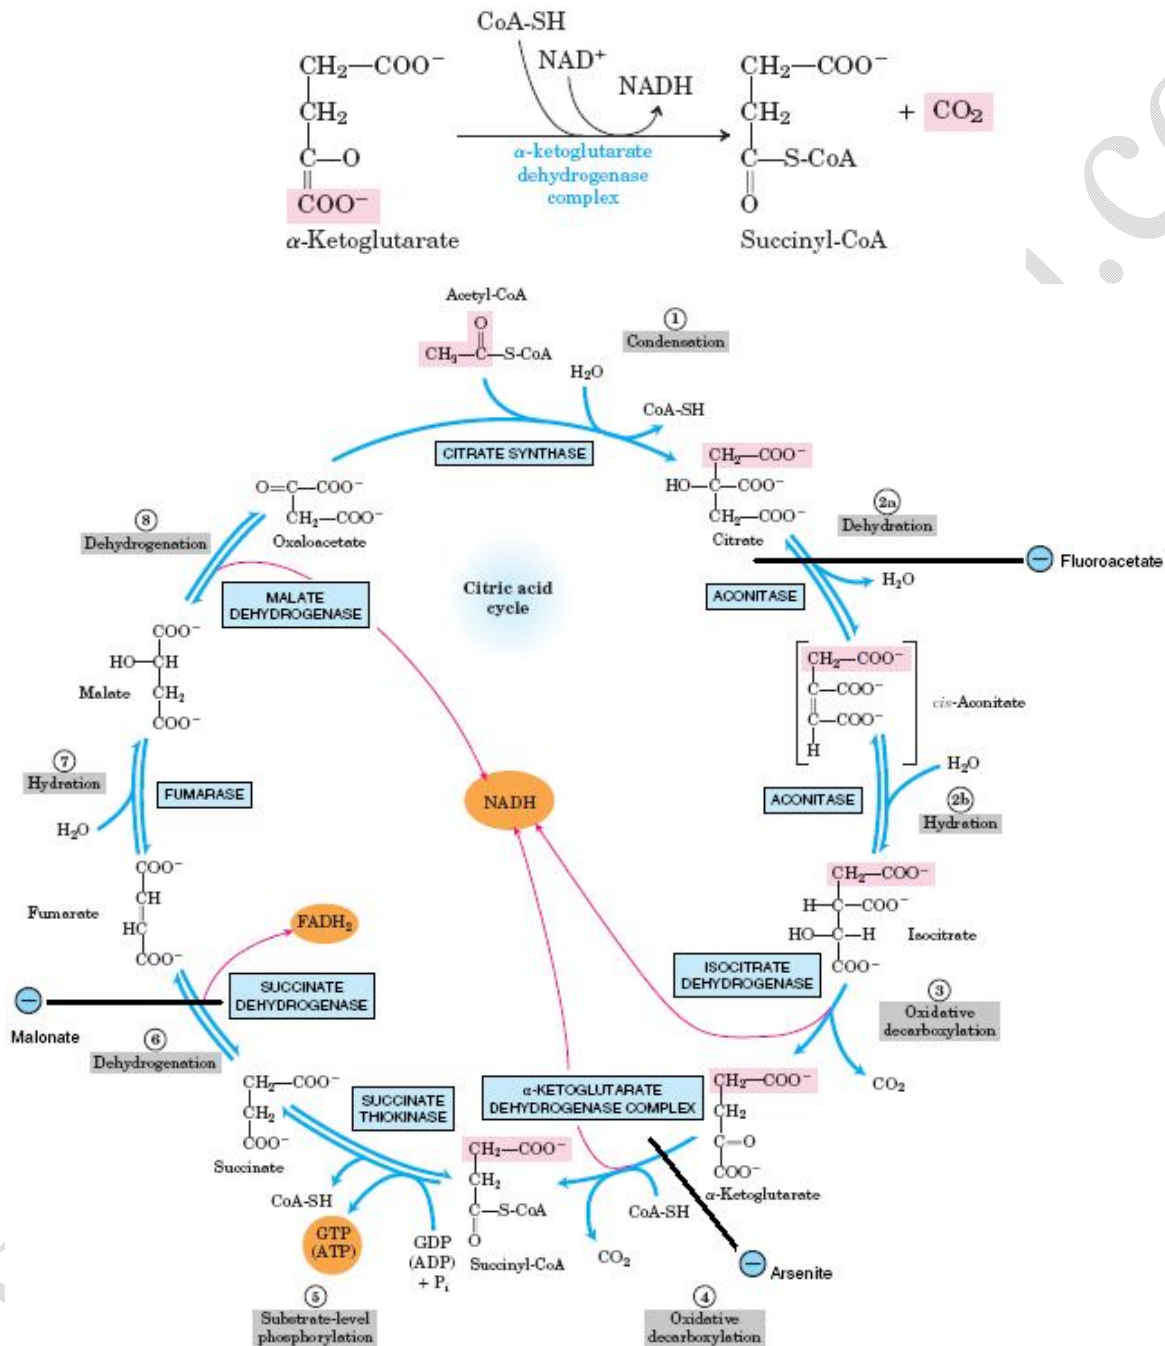 CoA-SH
NAD⁺
NADH
CH₂—COO⁻
CH₂
C—O
COO⁻
α-Ketoglutarate
α-ketoglutarate
dehydrogenase
complex
CH₂—COO⁻
CH₂
C—S-CoA
O
Succinyl-CoA
+ CO₂
Acetyl-CoA
O
CH₃—C—S-CoA
H₂O
1
Condensation
CoA-SH
CITRATE SYNTHASE
CH₂—COO⁻
HO—C—COO⁻
CH₂—COO⁻
Citrate
2a
Dehydration
Fluoroacetate
H₂O
ACONITASE
O=C—COO⁻
CH₂—COO⁻
Oxaloacetate
8
Dehydrogenation
Citric acid
cycle
MALATE
DEHYDROGENASE
COO⁻
HO—CH
CH₂
COO⁻
Malate
CH₂—COO⁻
C—COO⁻
C—COO⁻
H
cis-Aconitate
7
Hydration
H₂O
FUMARASE
NADH
ACONITASE
H₂O
2b
Hydration
COO⁻
CH
HC
COO⁻
Fumarate
FADH₂
CH₂—COO⁻
H—C—COO⁻
HO—C—H
COO⁻
Isocitrate
ISOCITRATE
DEHYDROGENASE
3
Oxidative
decarboxylation
CO₂
SUCCINATE
DEHYDROGENASE
Malonate
6
Dehydrogenation
CH₂—COO⁻
CH₂
COO⁻
Succinate
SUCCINATE
THIOKINASE
α-KETOGLUTARATE
DEHYDROGENASE COMPLEX
CH₂—COO⁻
CH₂
C—O
COO⁻
α-Ketoglutarate
CH₂—COO⁻
CH₂
C—S-CoA
O
Succinyl-CoA
CoA-SH
CO₂
Arsenite
CoA-SH
GTP
(ATP)
GDP
(ADP)
+ Pᵢ
5
Substrate-level
phosphorylation
4
Oxidative
decarboxylation